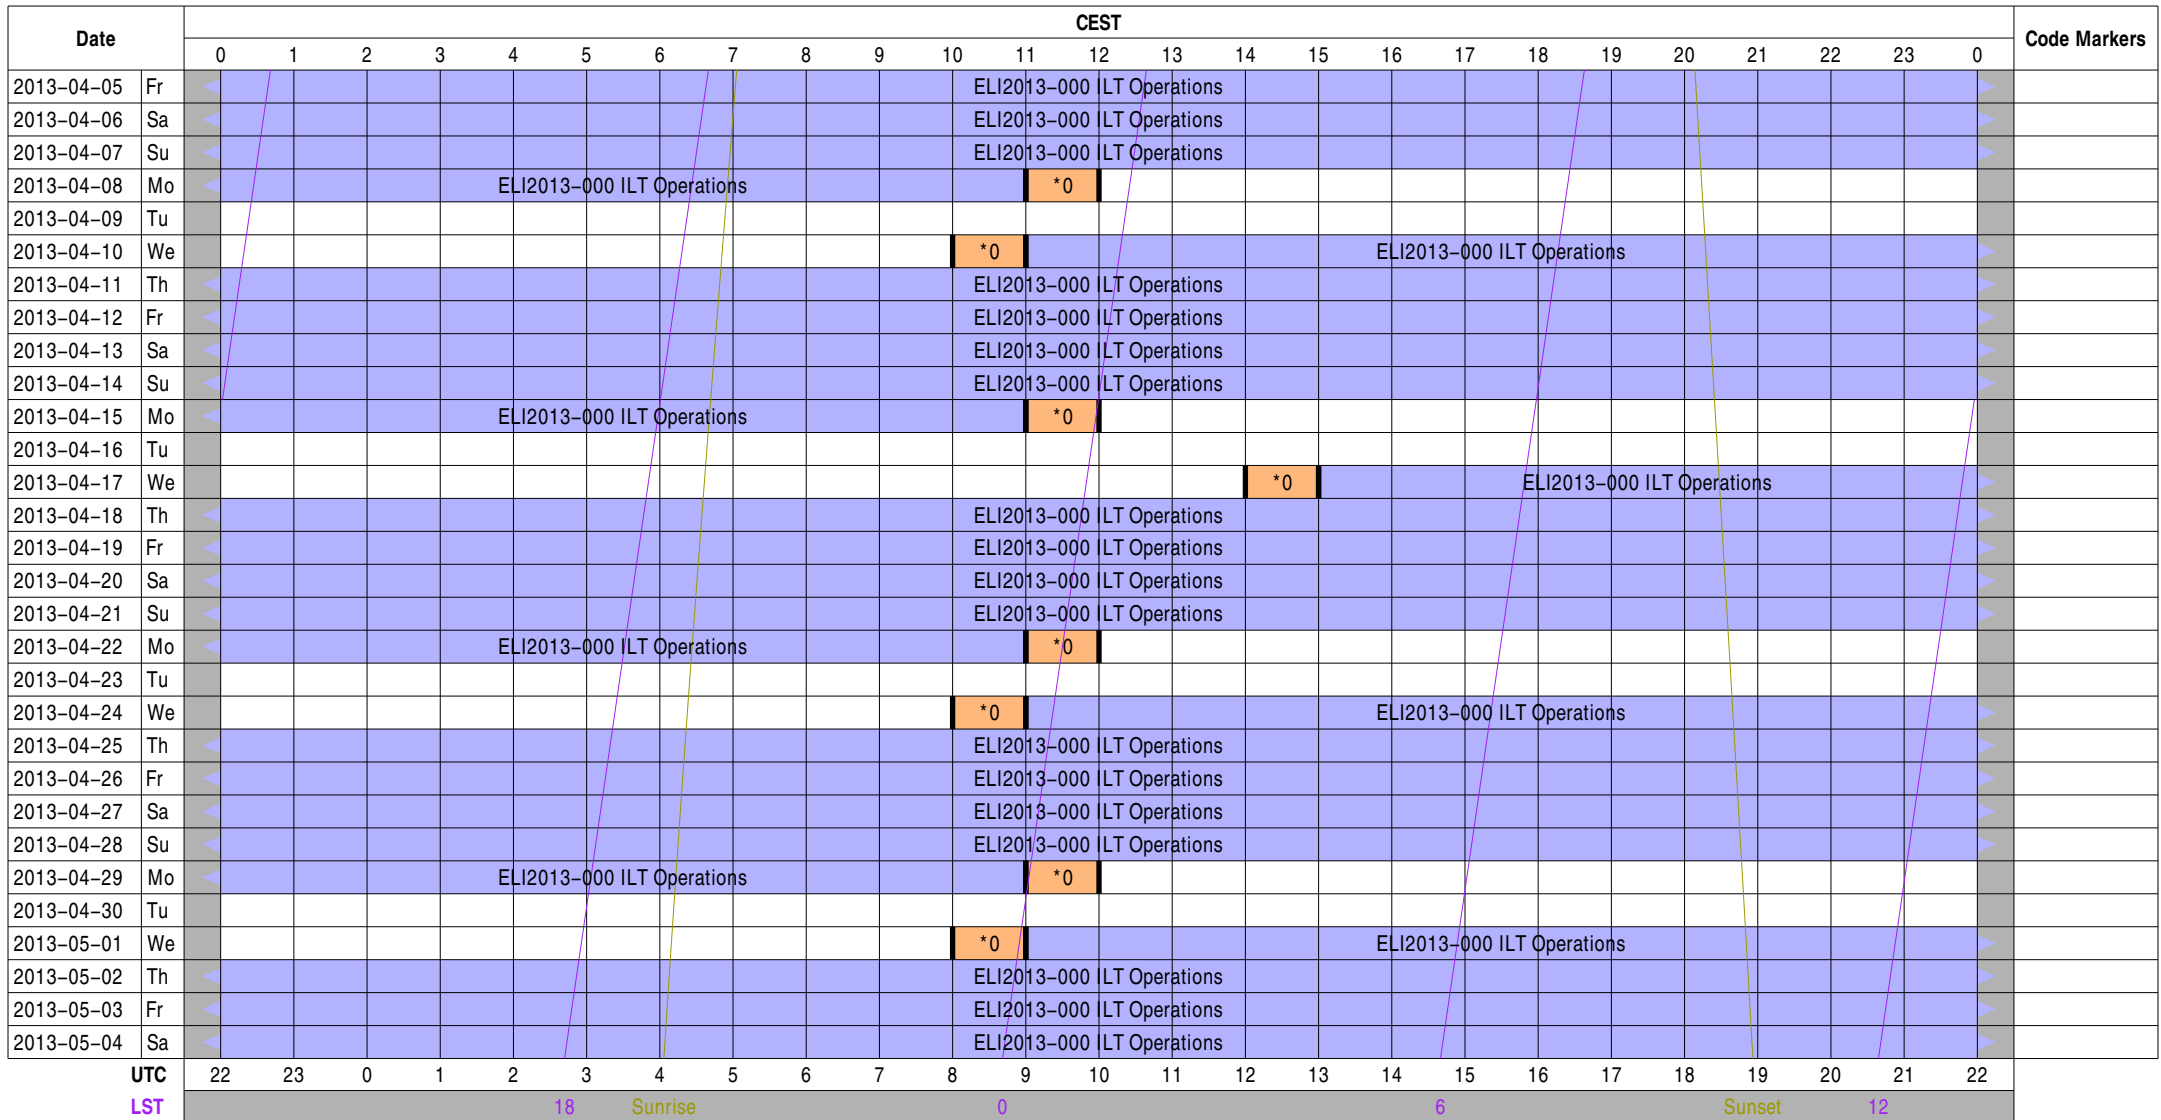 Date CEST Code Markers
0 1 2 3 4 5 6 7 8 9 10 11 12 13 14 15 16 17 18 19 20 21 22 23 0
2013-04-05 Fr ELI2013-000 ILT Operations
2013-04-06 Sa ELI2013-000 ILT Operations
2013-04-07 Su ELI2013-000 ILT Operations
2013-04-08 Mo ELI2013-000 ILT Operations *0
2013-04-09 Tu
2013-04-10 We *0 ELI2013-000 ILT Operations
2013-04-11 Th ELI2013-000 ILT Operations
2013-04-12 Fr ELI2013-000 ILT Operations
2013-04-13 Sa ELI2013-000 ILT Operations
2013-04-14 Su ELI2013-000 ILT Operations
2013-04-15 Mo ELI2013-000 ILT Operations *0
2013-04-16 Tu
2013-04-17 We *0 ELI2013-000 ILT Operations
2013-04-18 Th ELI2013-000 ILT Operations
2013-04-19 Fr ELI2013-000 ILT Operations
2013-04-20 Sa ELI2013-000 ILT Operations
2013-04-21 Su ELI2013-000 ILT Operations
2013-04-22 Mo ELI2013-000 ILT Operations *0
2013-04-23 Tu
2013-04-24 We *0 ELI2013-000 ILT Operations
2013-04-25 Th ELI2013-000 ILT Operations
2013-04-26 Fr ELI2013-000 ILT Operations
2013-04-27 Sa ELI2013-000 ILT Operations
2013-04-28 Su ELI2013-000 ILT Operations
2013-04-29 Mo ELI2013-000 ILT Operations *0
2013-04-30 Tu
2013-05-01 We *0 ELI2013-000 ILT Operations
2013-05-02 Th ELI2013-000 ILT Operations
2013-05-03 Fr ELI2013-000 ILT Operations
2013-05-04 Sa ELI2013-000 ILT Operations
UTC 22 23 0 1 2 3 4 5 6 7 8 9 10 11 12 13 14 15 16 17 18 19 20 21 22
LST 18 Sunrise 0 6 Sunset 12